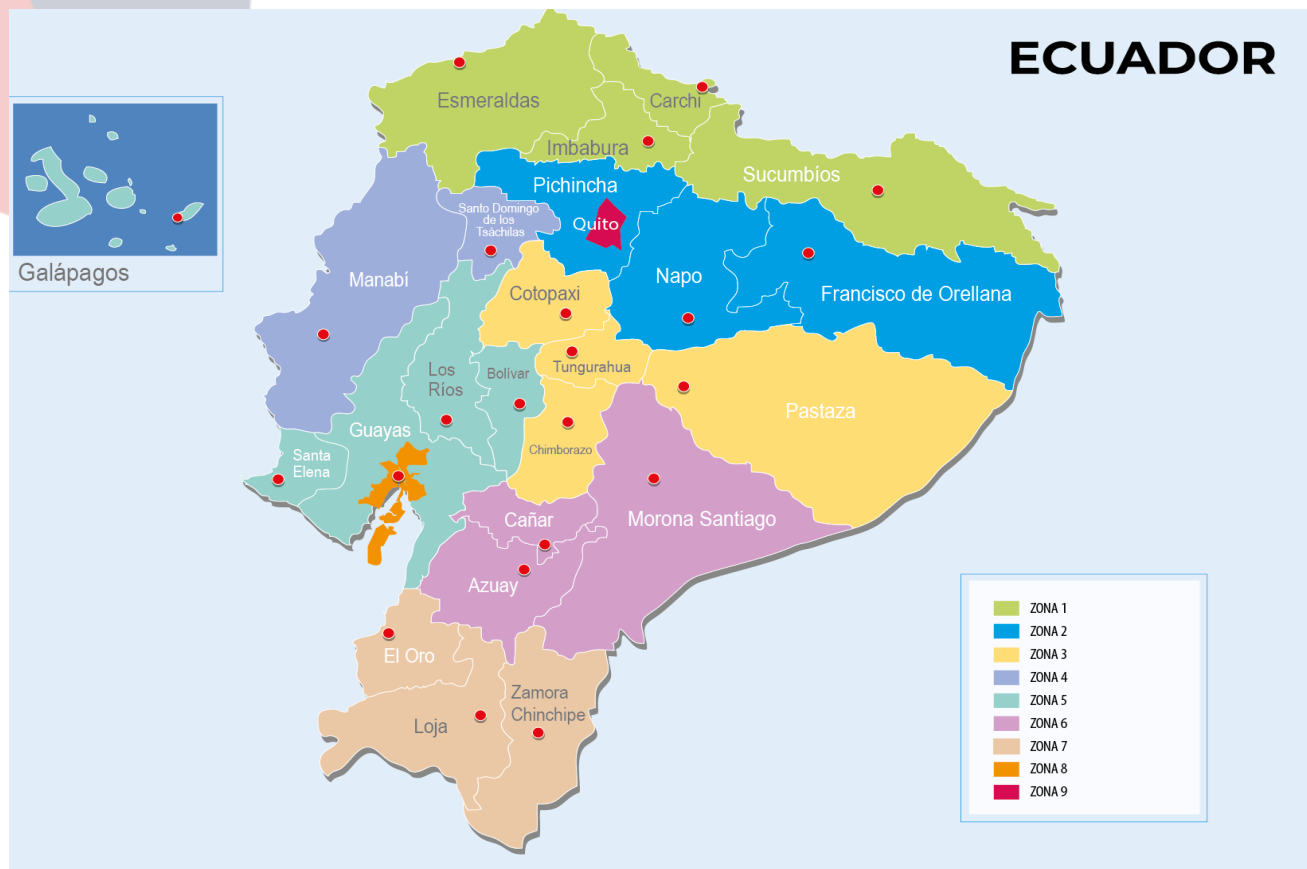 ECUADOR
Esmeraldas
Carchi
Imbabura
Sucumbíos
Pichincha
Santo Domingo
de los
Tsáchilas
Quito
Galápagos
Manabí
Napo
Cotopaxi
Francisco de Orellana
Los
Ríos
Bolívar
Tungurahua
Pastaza
Guayas
Santa
Elena
Chimborazo
Cañar
Morona Santiago
Azuay
El Oro
Zamora
Chinchipe
Loja
ZONA 1
ZONA 2
ZONA 3
ZONA 4
ZONA 5
ZONA 6
ZONA 7
ZONA 8
ZONA 9